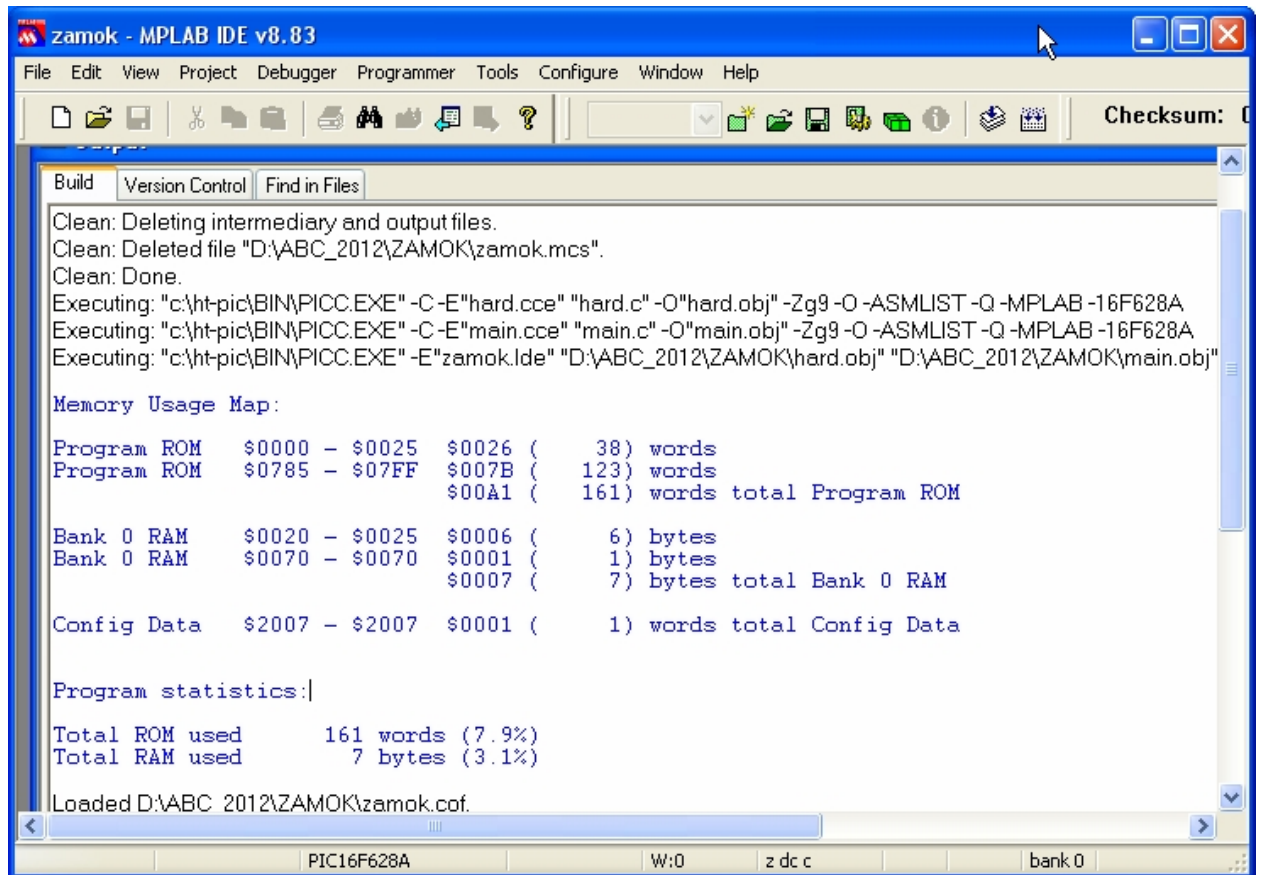 zamok - MPLAB IDE v8.83
File Edit View Project Debugger Programmer Tools Configure Window Help
Checksum:
Build Version Control Find in Files
Clean: Deleting intermediary and output files.
Clean: Deleted file "D:\ABC_2012\ZAMOK\zamok.mcs".
Clean: Done.
Executing: "c:\ht-pic\BIN\PICC.EXE" -C -E"hard.cce" "hard.c" -O"hard.obj" -Zg9 -O -ASMLIST -Q -MPLAB -16F628A
Executing: "c:\ht-pic\BIN\PICC.EXE" -C -E"main.cce" "main.c" -O"main.obj" -Zg9 -O -ASMLIST -Q -MPLAB -16F628A
Executing: "c:\ht-pic\BIN\PICC.EXE" -E"zamok.lde" "D:\ABC_2012\ZAMOK\hard.obj" "D:\ABC_2012\ZAMOK\main.obj"
Memory Usage Map:
Program ROM $0000 - $0025 $0026 ( 38) words
Program ROM $0785 - $07FF $007B ( 123) words
$00A1 ( 161) words total Program ROM
Bank 0 RAM $0020 - $0025 $0006 ( 6) bytes
Bank 0 RAM $0070 - $0070 $0001 ( 1) bytes
$0007 ( 7) bytes total Bank 0 RAM
Config Data $2007 - $2007 $0001 ( 1) words total Config Data
Program statistics:
Total ROM used 161 words (7.9%)
Total RAM used 7 bytes (3.1%)
Loaded D:\ABC_2012\ZAMOK\zamok.cof.
PIC16F628A W:0 z dc c bank 0